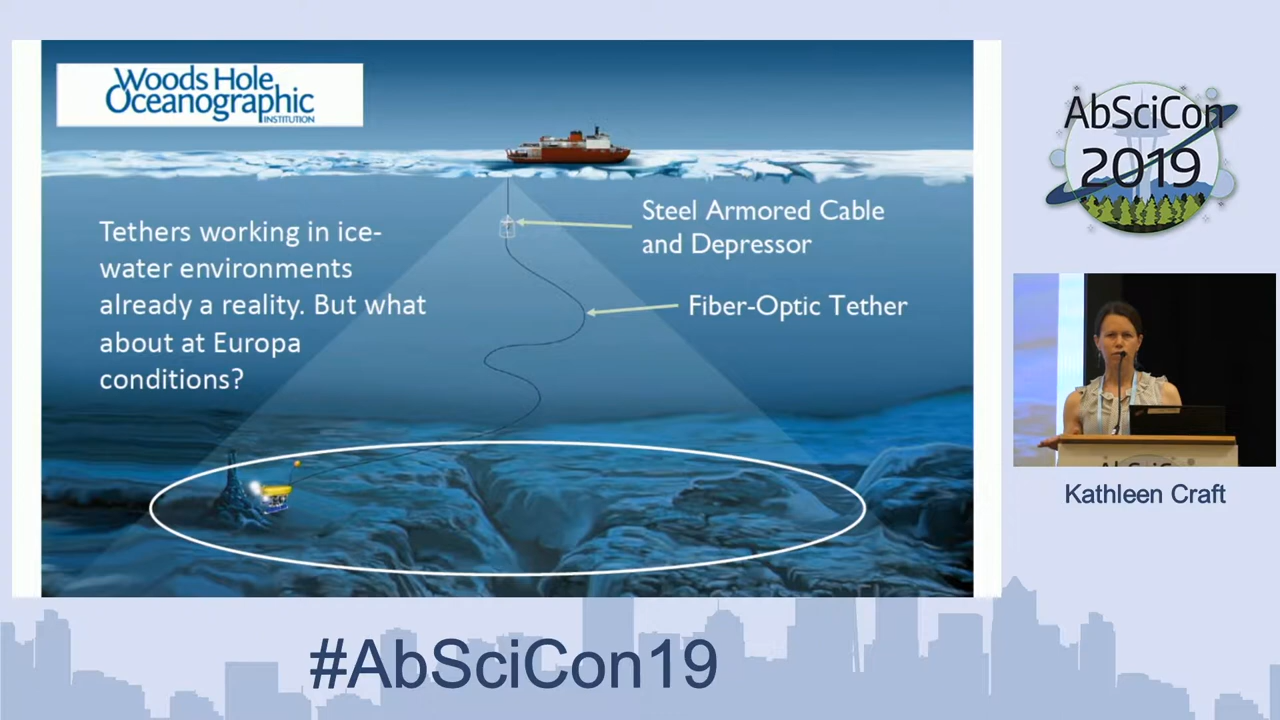 Woods Hole
Oceanographic
INSTITUTION
Tethers working in ice-
water environments
already a reality. But what
about at Europa
conditions?
Steel Armored Cable
and Depressor
Fiber-Optic Tether
AbSciCon
2019
AbSciCon
Kathleen Craft
#AbSciCon19